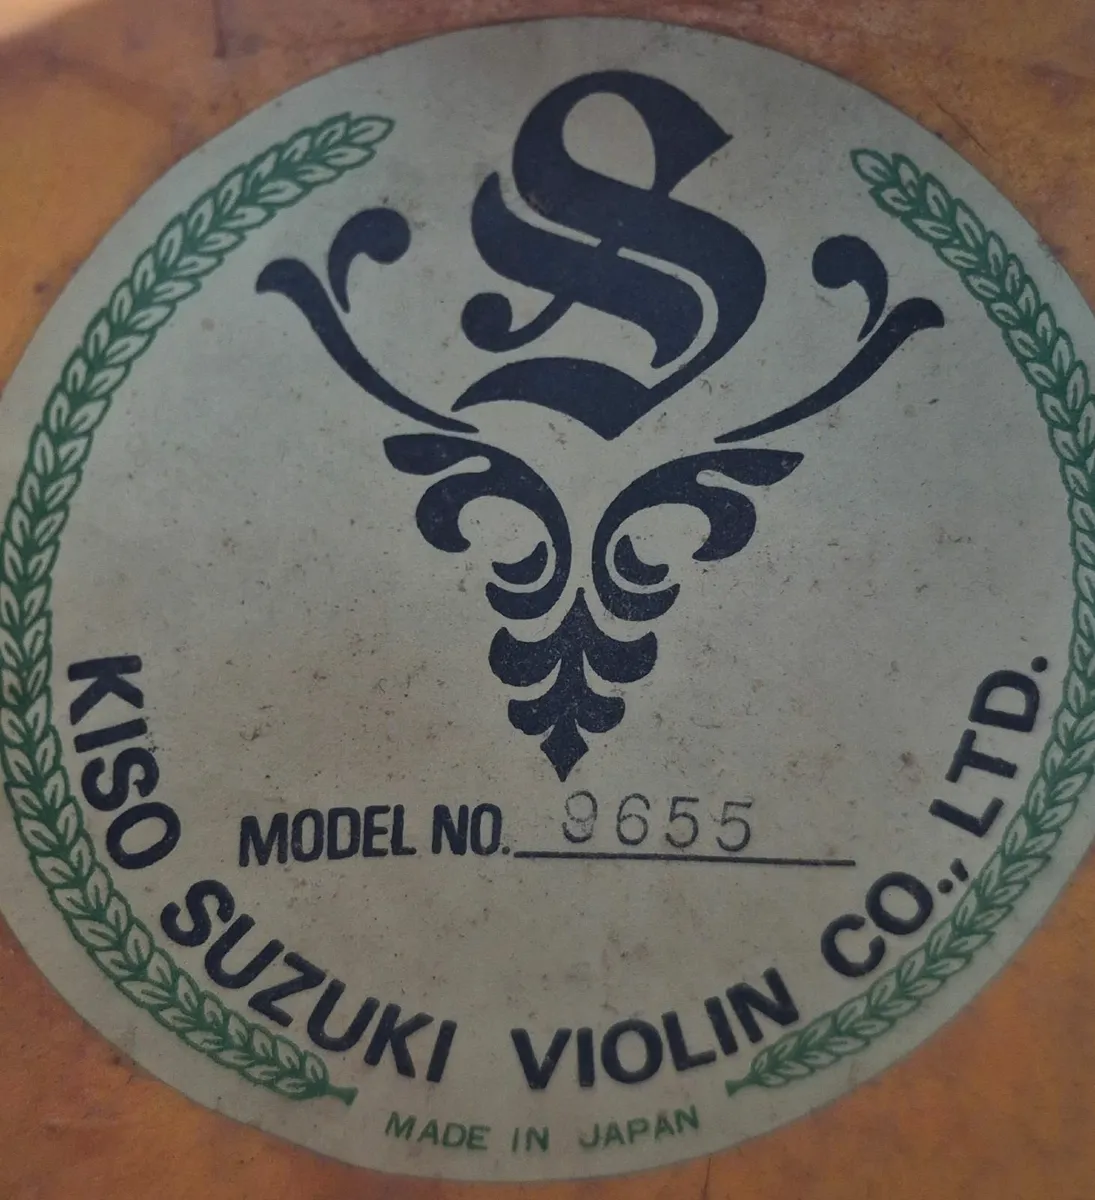 S
MODEL NO. 9655
KISO SUZUKI VIOLIN CO., LTD.
MADE IN JAPAN